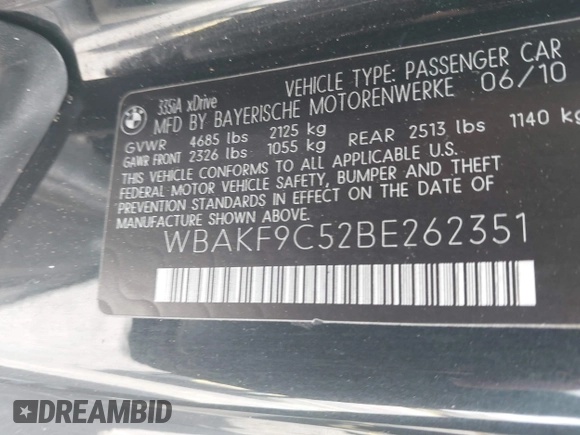 335iA xDrive
VEHICLE TYPE: PASSENGER CAR
MFD BY BAYERISCHE MOTORENWERKE 06/10
GVWR 4685 lbs 2125 kg
GAWR FRONT 2326 lbs 1055 kg REAR 2513 lbs 1140 kg
THIS VEHICLE CONFORMS TO ALL APPLICABLE U.S.
FEDERAL MOTOR VEHICLE SAFETY, BUMPER AND THEFT
PREVENTION STANDARDS IN EFFECT ON THE DATE OF
MANUFACTURE SHOWN ABOVE.
WBAKF9C52BE262351
DREAMBID